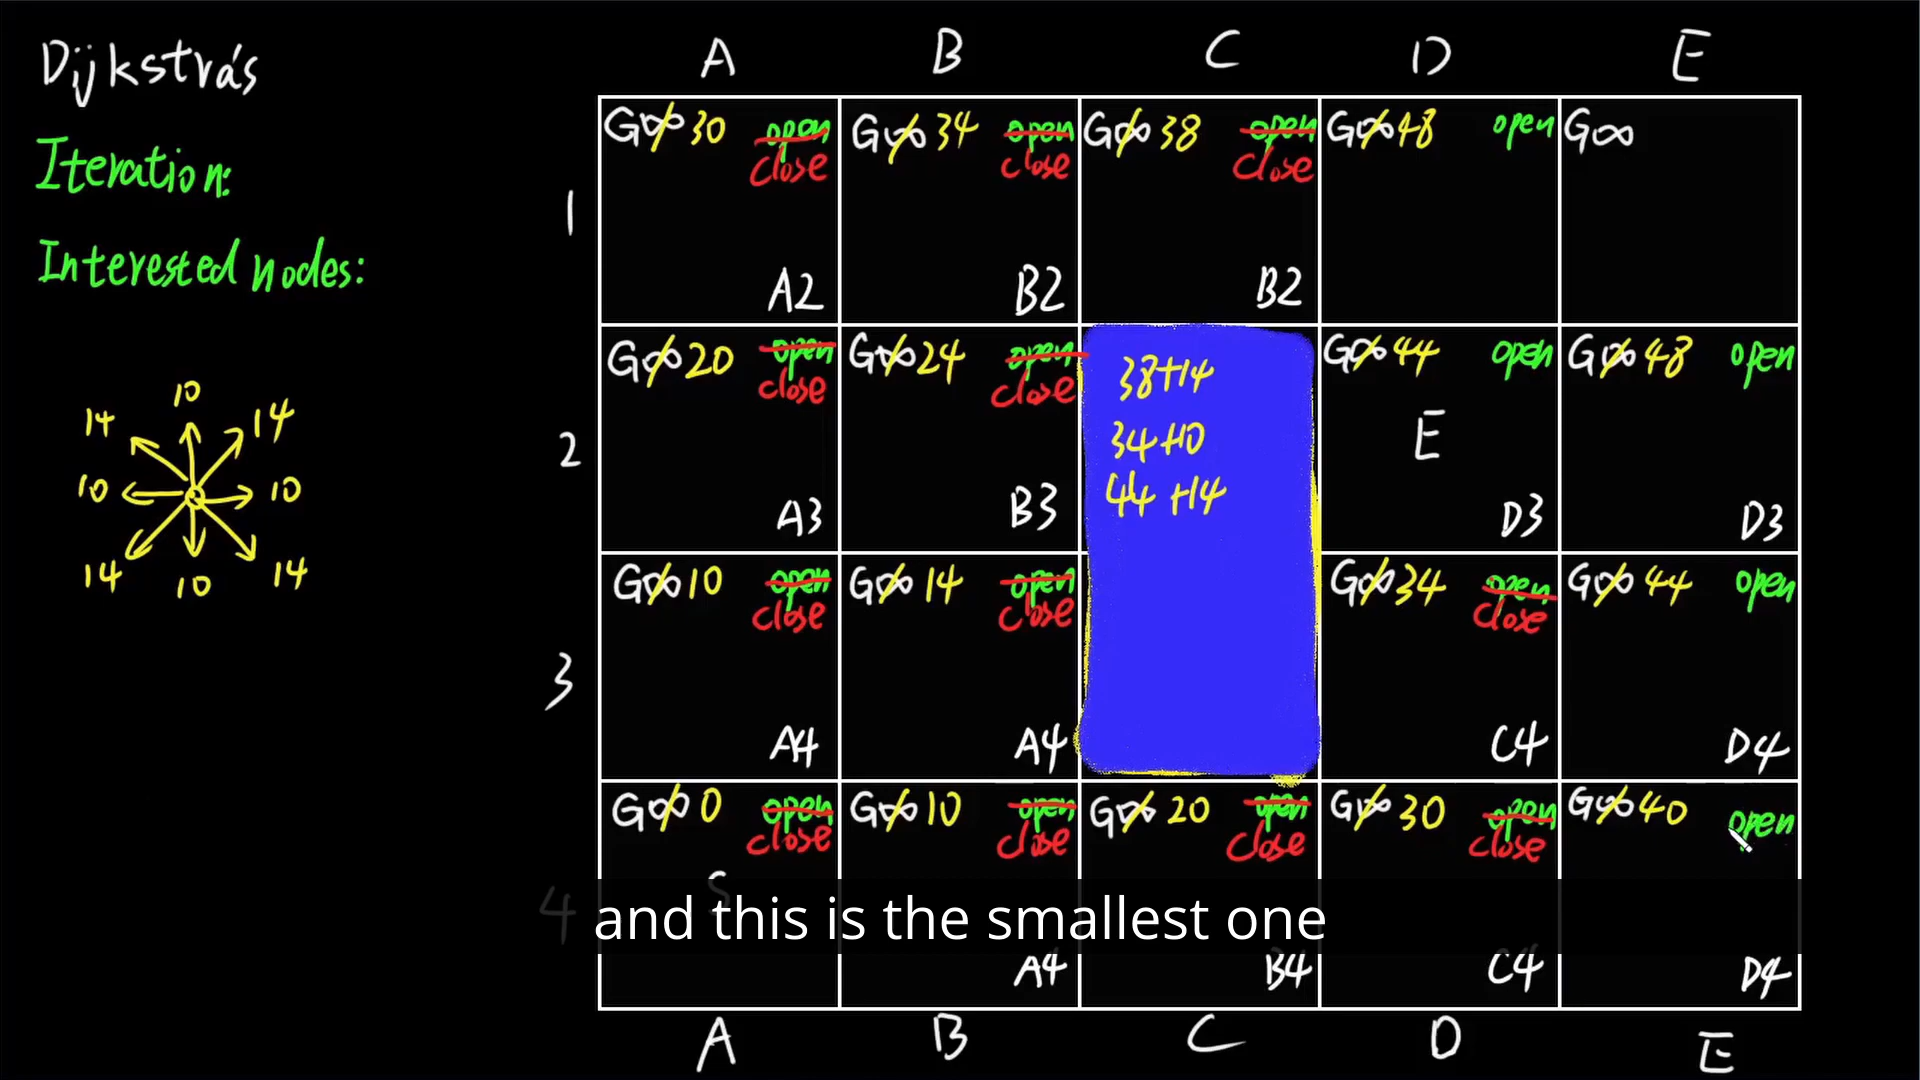 Dijkstra's
Iteration:
Interested nodes:
10
14 14
10 10
14 14
10
A B C D E
1
G∞ 30 open close A2
G∞ 34 open close B2
G∞ 38 open close B2
G∞ 48 open
G∞
2
G∞ 20 open close A3
G∞ 24 open close B3
38+14
34+10
44+14
G∞ 44 open E D3
G∞ 48 open D3
3
G∞ 10 open close A4
G∞ 14 open close A4
G∞ 34 open close C4
G∞ 44 open D4
4
G∞ 0 open close S
G∞ 10 open close A4
G∞ 20 open close B4
G∞ 30 open close C4
G∞ 40 open D4
and this is the smallest one
A B C D E